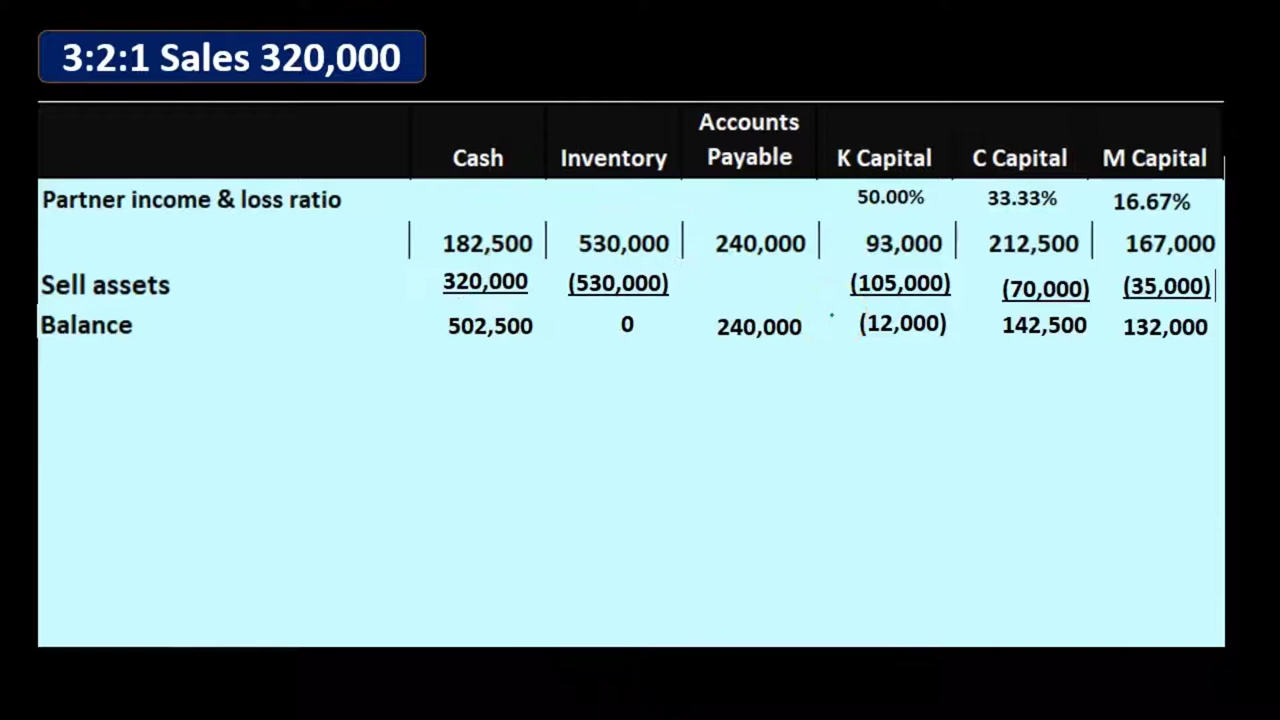 3:2:1 Sales 320,000
Cash Inventory Accounts Payable K Capital C Capital M Capital
Partner income & loss ratio 50.00% 33.33% 16.67%
182,500 530,000 240,000 93,000 212,500 167,000
Sell assets 320,000 (530,000) (105,000) (70,000) (35,000)
Balance 502,500 0 240,000 (12,000) 142,500 132,000